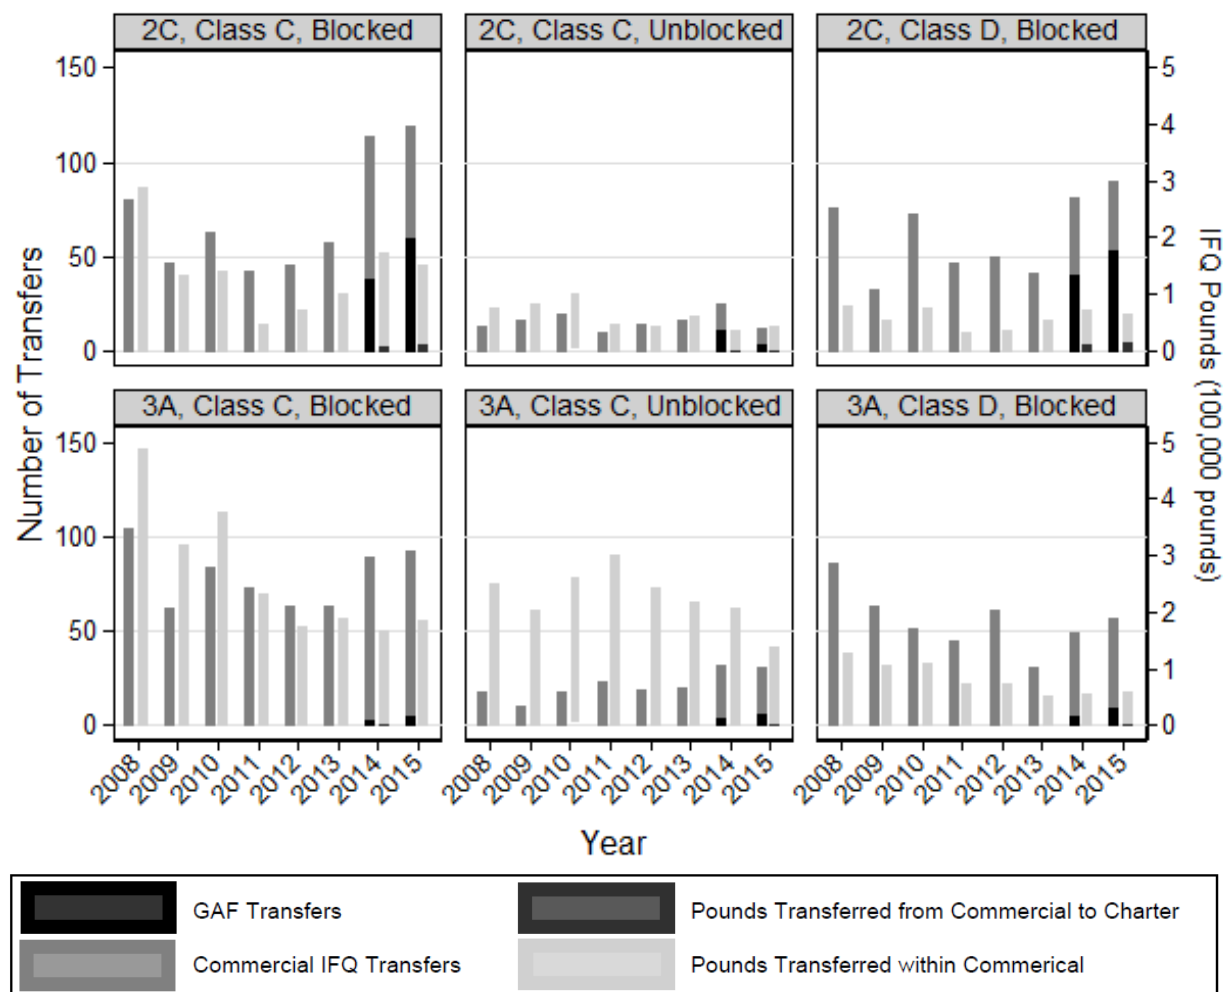 2C, Class C, Blocked
2C, Class C, Unblocked
2C, Class D, Blocked
150
100
50
0
5
4
3
2
1
0
Number of Transfers
IFQ Pounds (100,000 pounds)
3A, Class C, Blocked
3A, Class C, Unblocked
3A, Class D, Blocked
150
100
50
0
5
4
3
2
1
0
2008 2009 2010 2011 2012 2013 2014 2015
2008 2009 2010 2011 2012 2013 2014 2015
2008 2009 2010 2011 2012 2013 2014 2015
Year
GAF Transfers
Pounds Transferred from Commercial to Charter
Commercial IFQ Transfers
Pounds Transferred within Commerical